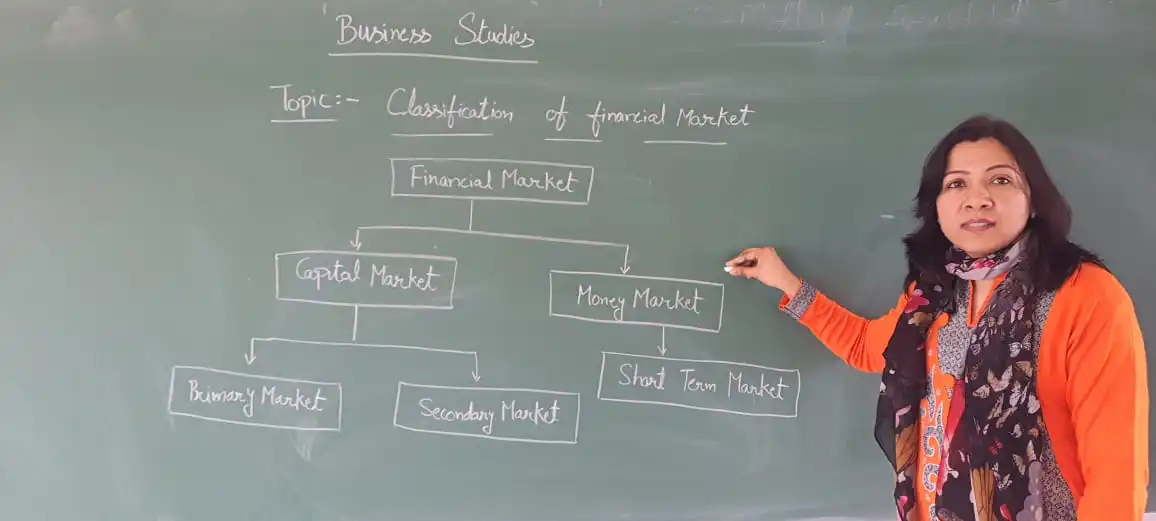 Business Studies
Topic:- Classification of financial Market
Financial Market
Capital Market
Money Market
Primary Market
Secondary Market
Short Term Market